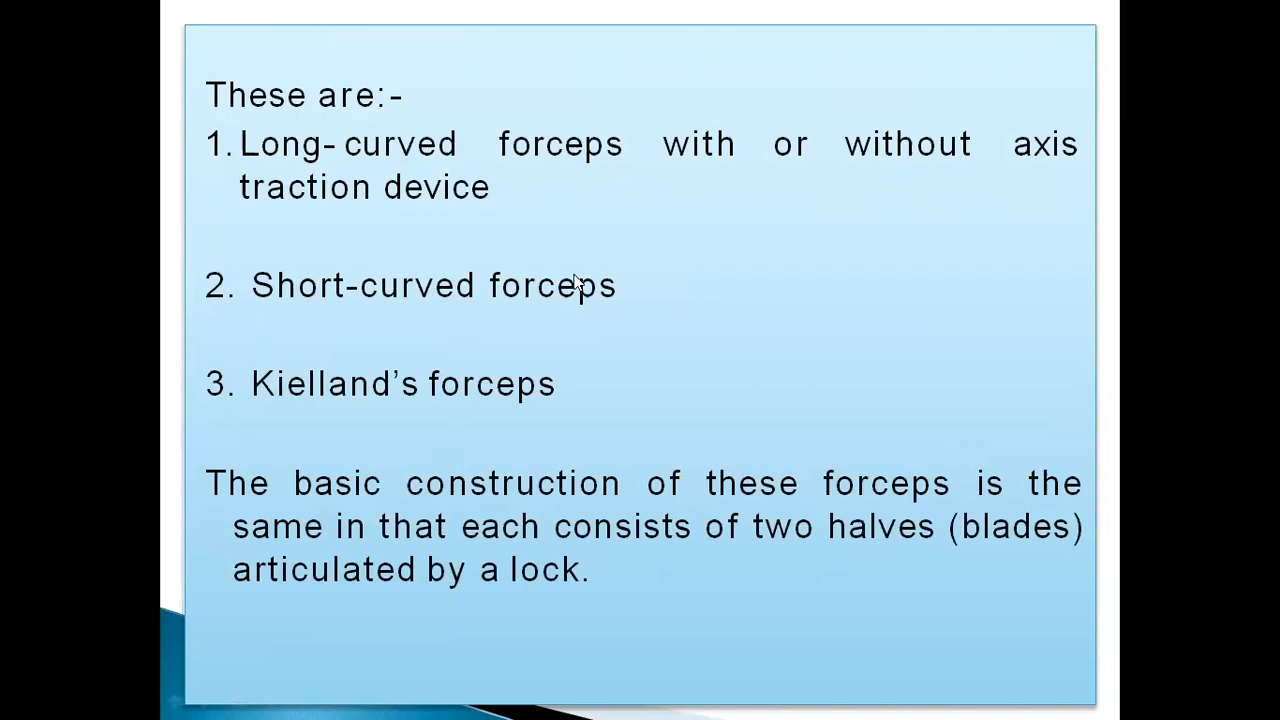 These are:-
1. Long- curved forceps with or without axis
traction device
2. Short-curved forceps
3. Kielland’s forceps
The basic construction of these forceps is the
same in that each consists of two halves (blades)
articulated by a lock.